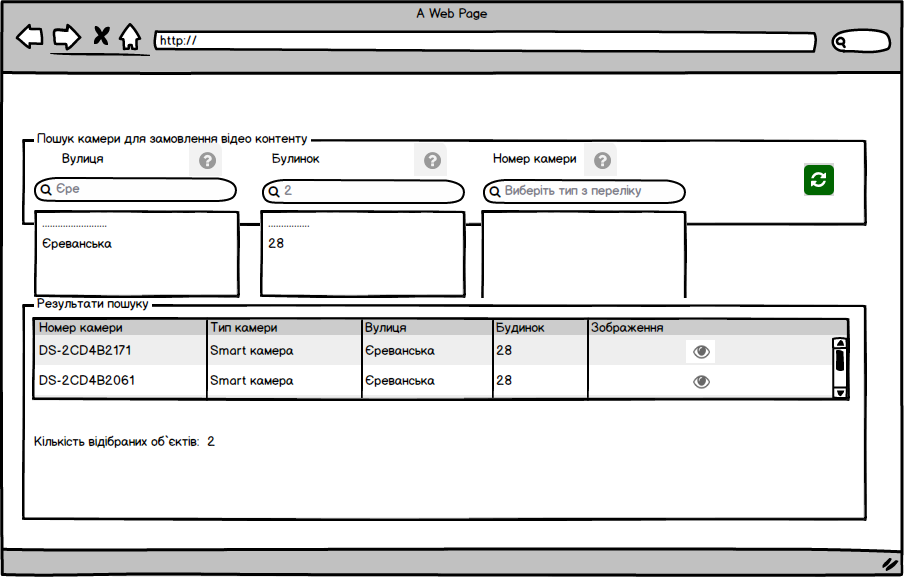 A Web Page
http://
Пошук камери для замовлення відео контенту
Вулиця ? Булинок ? Номер камери ?
Єре 2 Виберіть тип з переліку
.......................... .................
Єреванська 28
Результати пошуку
Номер камери Тип камери Вулиця Будинок Зображення
DS-2CD4B2171 Smart камера Єреванська 28
DS-2CD4B2061 Smart камера Єреванська 28
Кількість відібраних об`єктів: 2